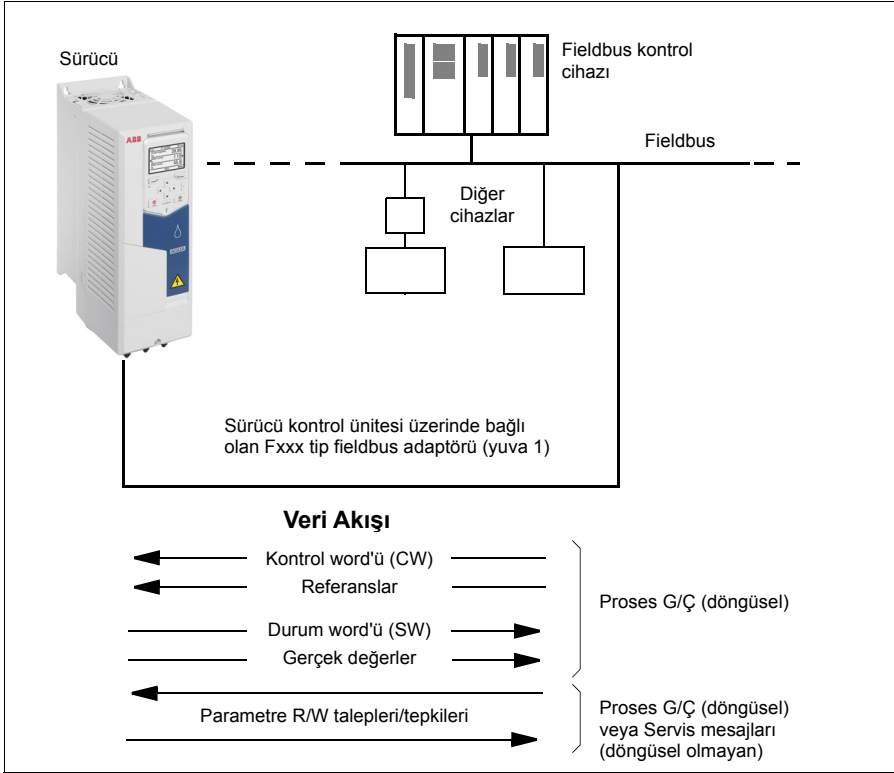 Sürücü
Fieldbus kontrol
cihazı
ABB
Fieldbus
Diğer
cihazlar
Sürücü kontrol ünitesi üzerinde bağlı
olan Fxxx tip fieldbus adaptörü (yuva 1)
Veri Akışı
Kontrol word'ü (CW)
Referanslar
Proses G/Ç (döngüsel)
Durum word'ü (SW)
Gerçek değerler
Parametre R/W talepleri/tepkileri
Proses G/Ç (döngüsel)
veya Servis mesajları
(döngüsel olmayan)